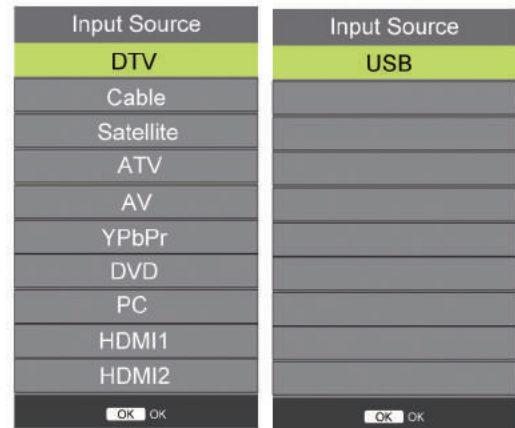 Input Source
DTV
Cable
Satellite
ATV
AV
YPbPr
DVD
PC
HDMI1
HDMI2
OK OK
Input Source
USB
OK OK